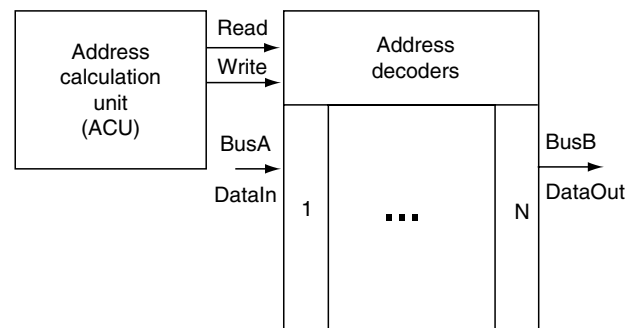 Address
calculation
unit
(ACU)
Read
Write
Address
decoders
BusA
DataIn
1
...
N
BusB
DataOut